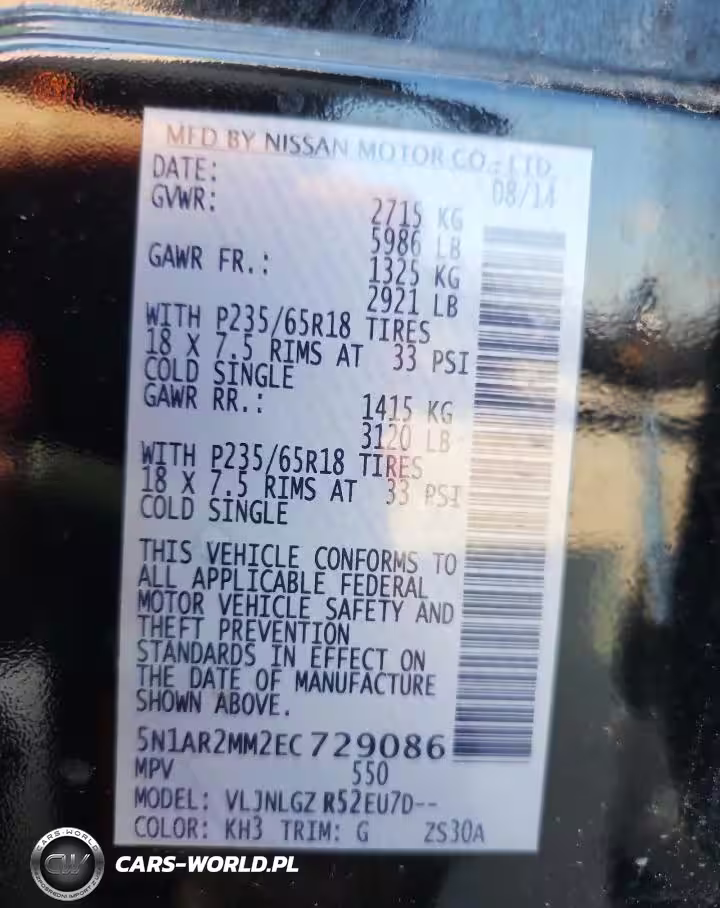 MFD BY NISSAN MOTOR CO., LTD
DATE: 08/14
GVWR: 2715 KG
5986 LB
GAWR FR.: 1325 KG
2921 LB
WITH P235/65R18 TIRES
18 X 7.5 RIMS AT 33 PSI
COLD SINGLE
GAWR RR.: 1415 KG
3120 LB
WITH P235/65R18 TIRES
18 X 7.5 RIMS AT 33 PSI
COLD SINGLE
THIS VEHICLE CONFORMS TO
ALL APPLICABLE FEDERAL
MOTOR VEHICLE SAFETY AND
THEFT PREVENTION
STANDARDS IN EFFECT ON
THE DATE OF MANUFACTURE
SHOWN ABOVE.
5N1AR2MM2EC729086
MPV 550
MODEL: VLJNLGZ R52EU7D--
COLOR: KH3 TRIM: G ZS30A
CARS-WORLD
CW
CARS-WORLD.PL